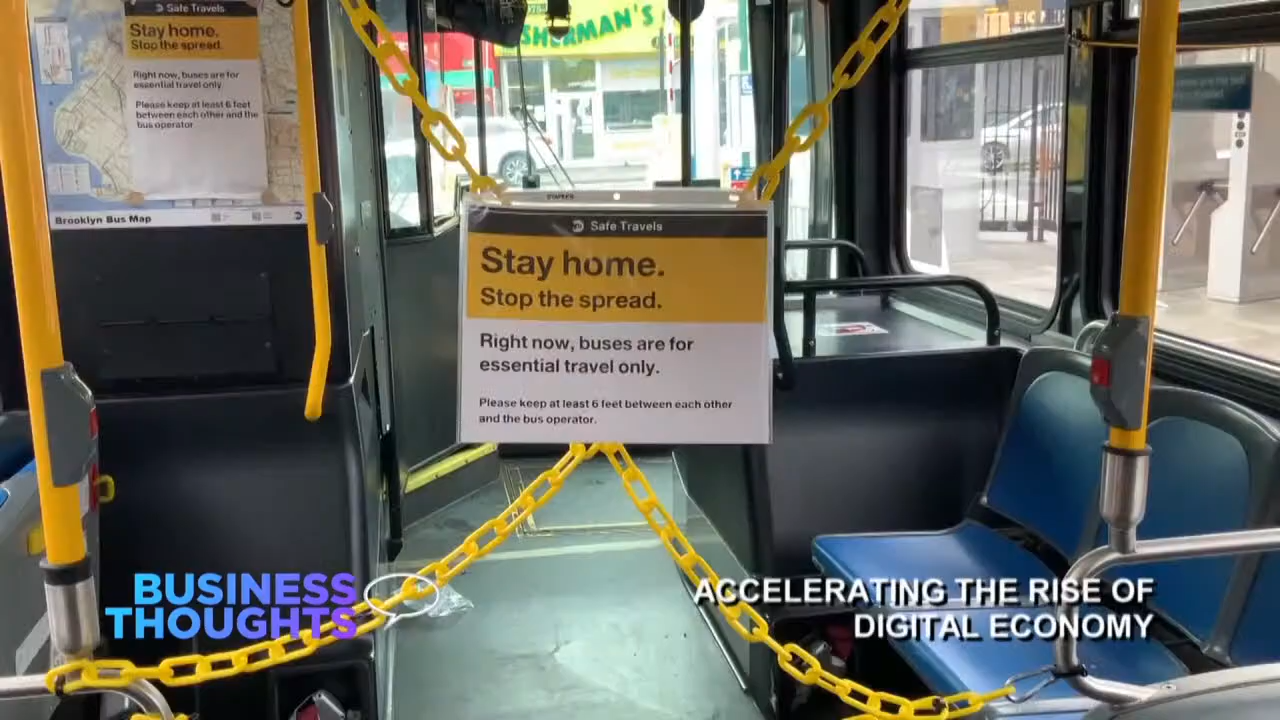 Safe Travels
Stay home.
Stop the spread.
Right now, buses are for
essential travel only
Please keep at least 6 feet
between each other and the
bus operator
Brooklyn Bus Map
SHERMAN'S
STAPLES
Safe Travels
Stay home.
Stop the spread.
Right now, buses are for
essential travel only.
Please keep at least 6 feet between each other
and the bus operator.
BUSINESS
THOUGHTS
ACCELERATING THE RISE OF
DIGITAL ECONOMY